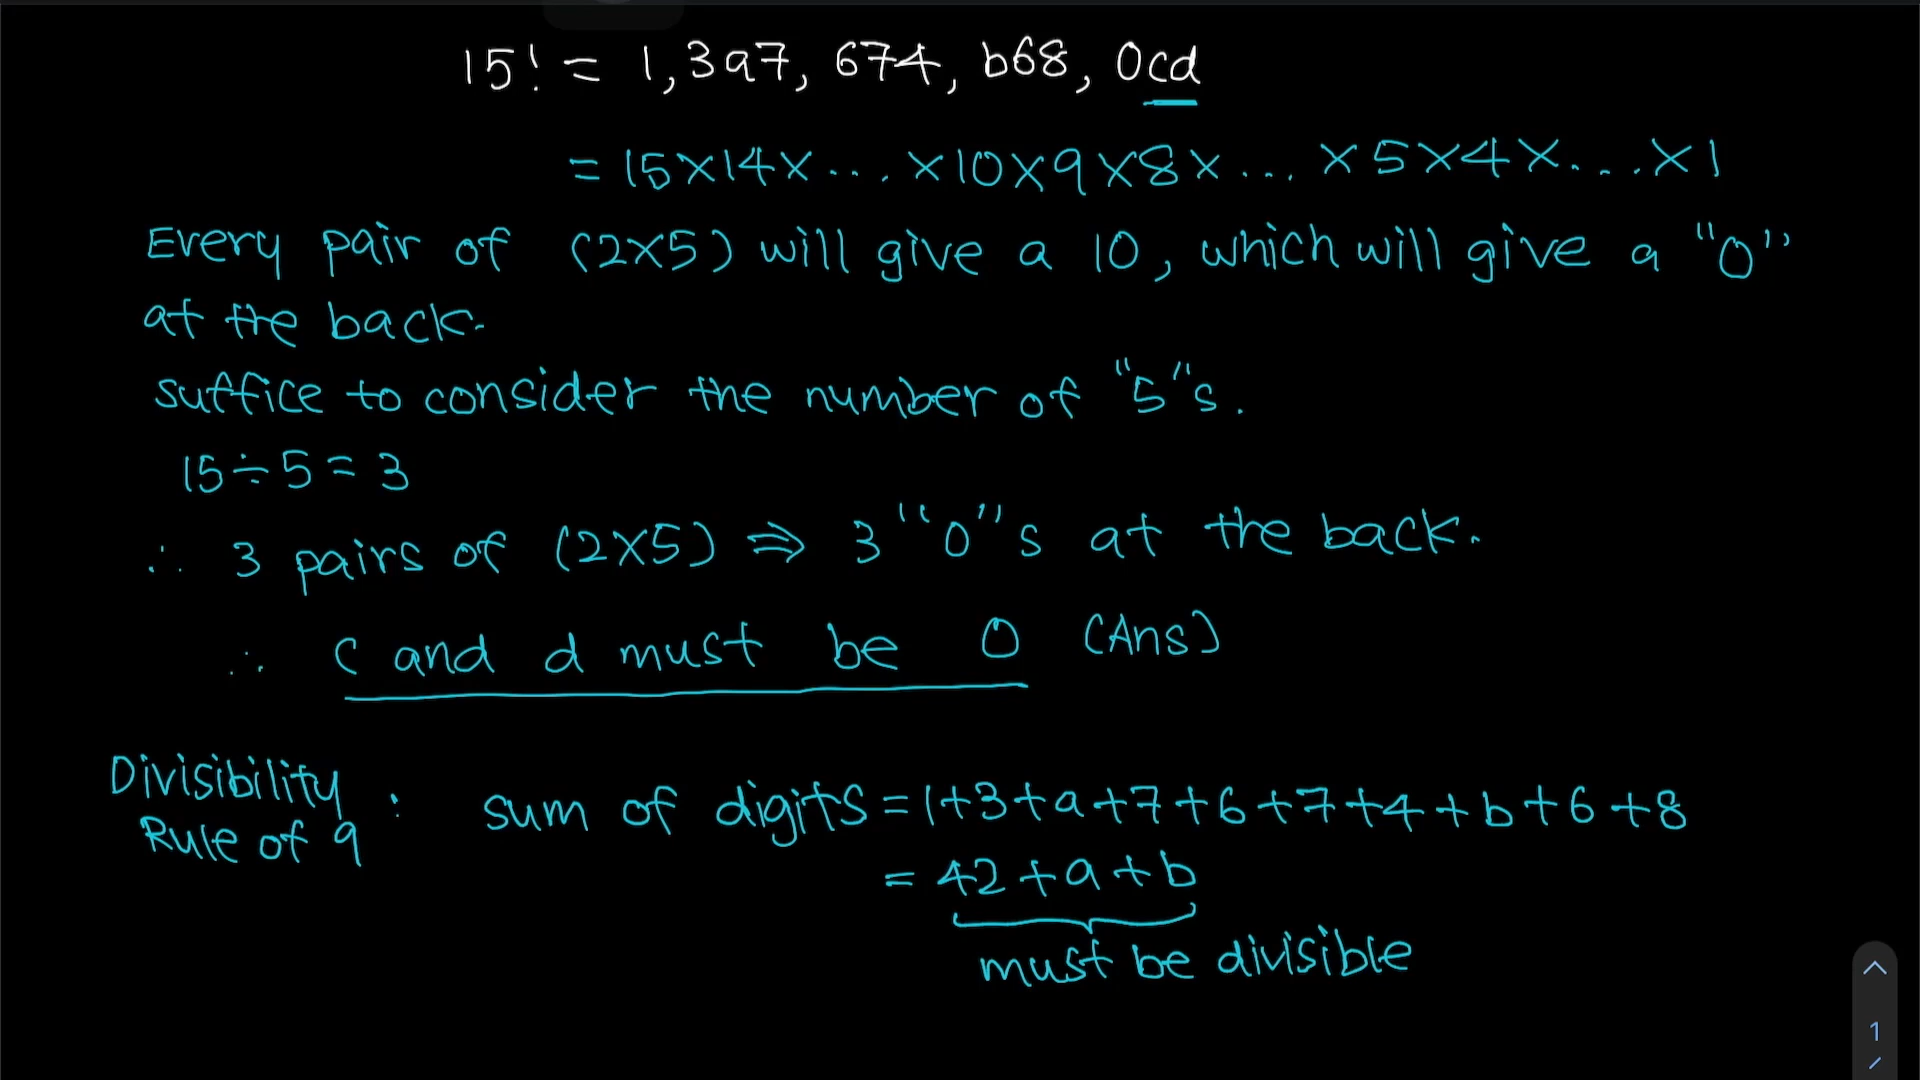 15! = 1,3a7, 674, b68, 0cd
= 15×14×...×10×9×8×...×5×4×...×1
Every pair of (2×5) will give a 10, which will give a "0"
at the back.
suffice to consider the number of "5"s.
15÷5=3
∴ 3 pairs of (2×5) ⇒ 3 "0"s at the back.
∴ c and d must be 0 (Ans)
Divisibility
Rule of 9 : sum of digits = 1+3+a+7+6+7+4+b+6+8
= 42+a+b
must be divisible
1